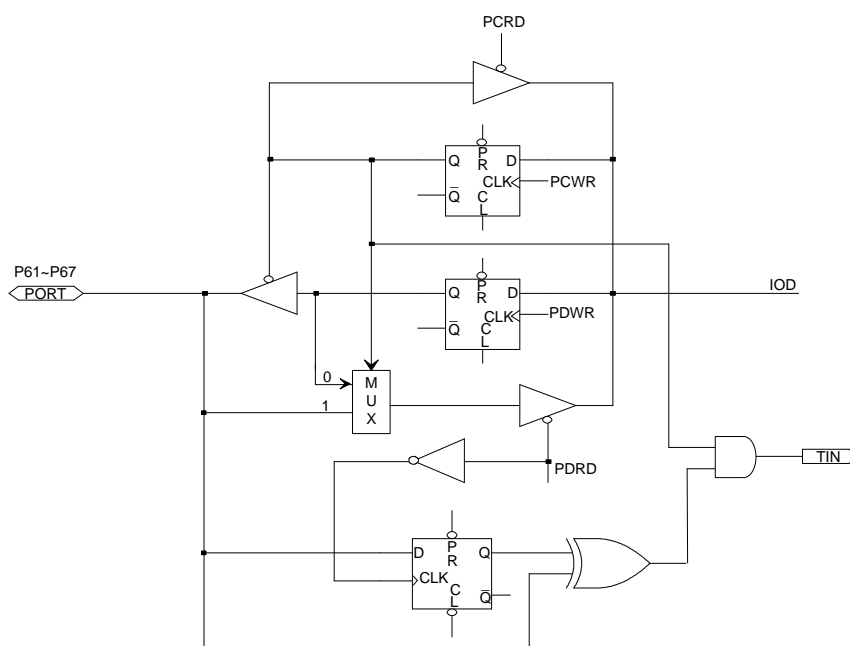 PCRD
Q P R D
CLK PCWR
Q̅ C L
P61~P67
PORT
Q P R D
IOD
CLK PDWR
Q̅ C L
0
M U X
1
PDRD
TIN
D P R Q
CLK
C L Q̅